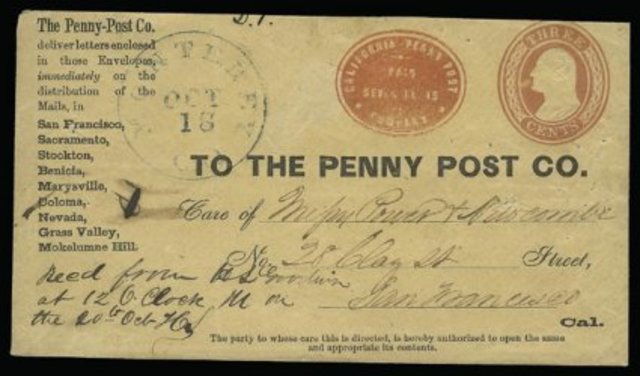 The Penny-Post Co.
deliver letters enclosed
in these Envelopes,
immediately on the
distribution of the
Mails, in
San Francisco,
Sacramento,
Stockton,
Benicia,
Marysville,
Coloma,
Nevada,
Grass Valley,
Mokelumne Hill.
OCT
13
CALIFORNIA PENNY POST
PAID
COMPANY
THREE
CENTS
TO THE PENNY POST CO.
Care of
No. 28 Clay St Street,
San Francisco
Cal.
Recd from
at 12 O. Clock M on
the 20th Oct
The party to whose care this is directed, is hereby authorized to open the same
and appropriate its contents.